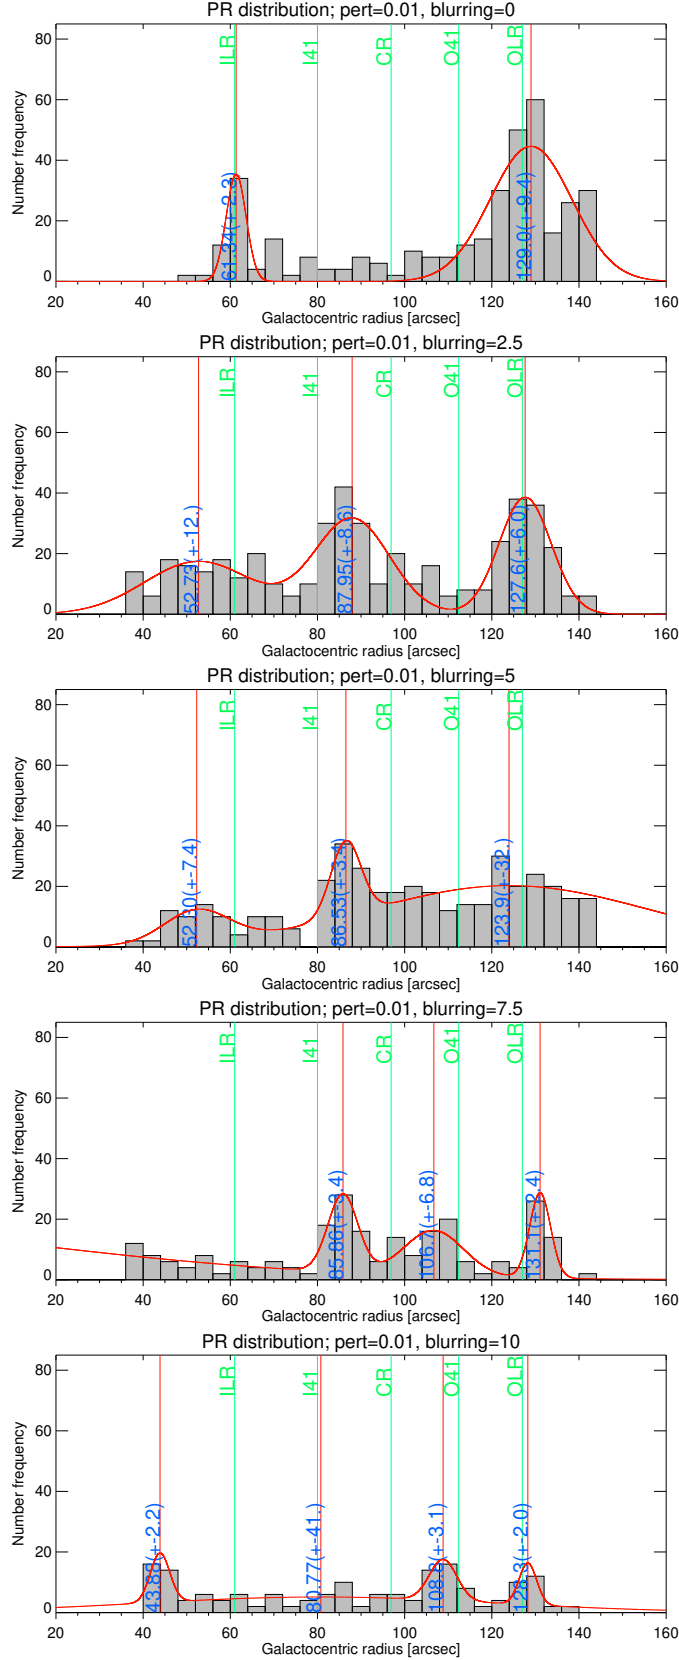 PR distribution; pert=0.01, blurring=0
80
60
40
20
0
Number frequency
ILR
I41
CR
O41
OLR
61.34(+-2.3)
129.0(+-9.4)
20 40 60 80 100 120 140 160
Galactocentric radius [arcsec]
PR distribution; pert=0.01, blurring=2.5
80
60
40
20
0
Number frequency
ILR
I41
CR
O41
OLR
52.73(+-12.)
87.95(+-8.6)
127.6(+-6.0)
20 40 60 80 100 120 140 160
Galactocentric radius [arcsec]
PR distribution; pert=0.01, blurring=5
80
60
40
20
0
Number frequency
ILR
I41
CR
O41
OLR
52.30(+-7.4)
86.53(+-3.4)
123.9(+-32.)
20 40 60 80 100 120 140 160
Galactocentric radius [arcsec]
PR distribution; pert=0.01, blurring=7.5
80
60
40
20
0
Number frequency
ILR
I41
CR
O41
OLR
85.86(+-3.4)
106.7(+-6.8)
131.1(+-2.4)
20 40 60 80 100 120 140 160
Galactocentric radius [arcsec]
PR distribution; pert=0.01, blurring=10
80
60
40
20
0
Number frequency
ILR
I41
CR
O41
OLR
80.77(+-41.)
128.3(+-2.0)
20 40 60 80 100 120 140 160
Galactocentric radius [arcsec]